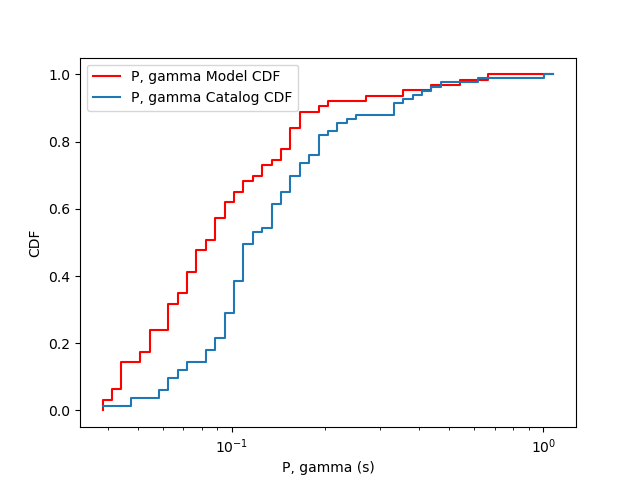 P, gamma Model CDF
P, gamma Catalog CDF
1.0
0.8
0.6
0.4
0.2
0.0
CDF
10⁻¹ 10⁰
P, gamma (s)